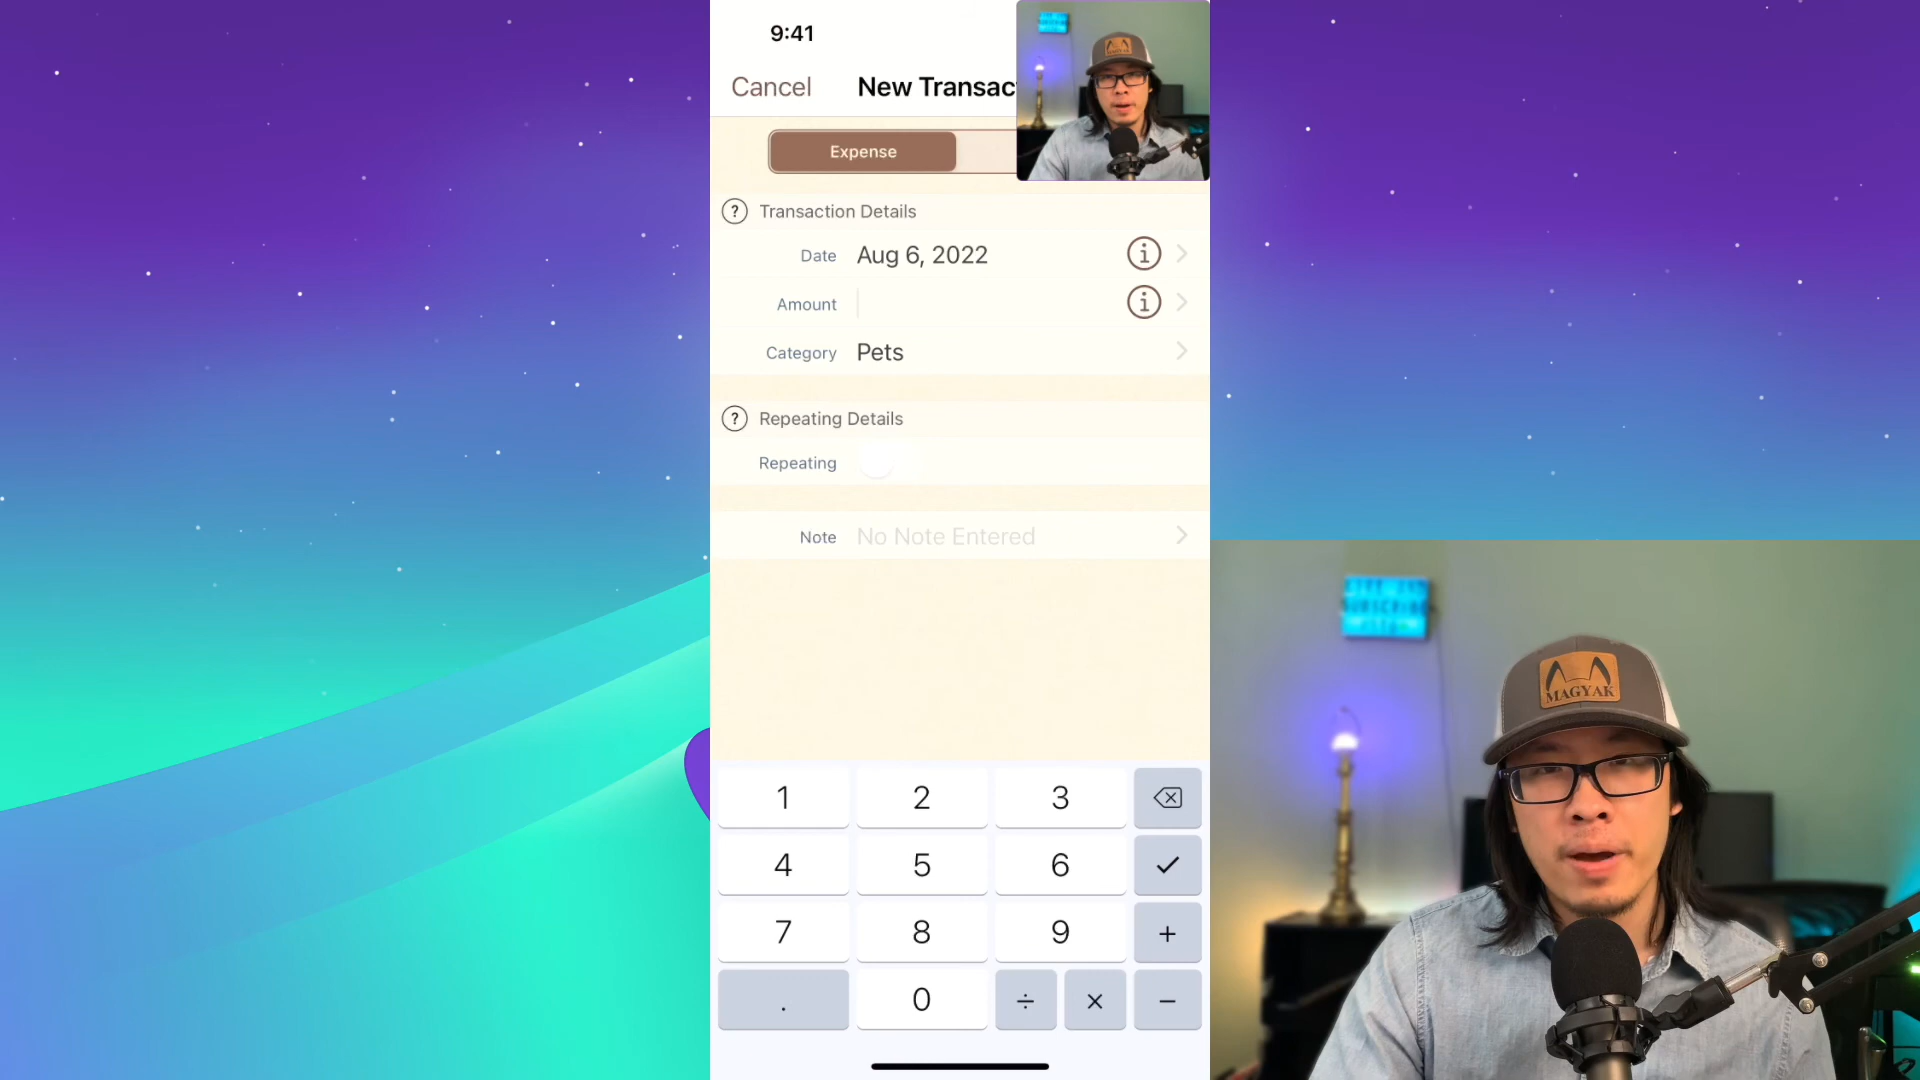 9:41
Cancel
New Transac
Expense
? Transaction Details
Date Aug 6, 2022
Amount
Category Pets
? Repeating Details
Repeating
Note No Note Entered
1 2 3
4 5 6
7 8 9 +
. 0 ÷ × −
SUBSCRIBE
MAGYAK